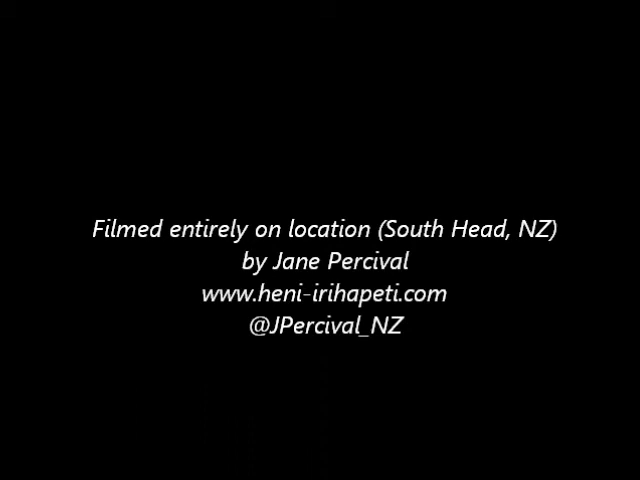 Filmed entirely on location (South Head, NZ)
by Jane Percival
www.heni-irihapeti.com
@JPercival_NZ